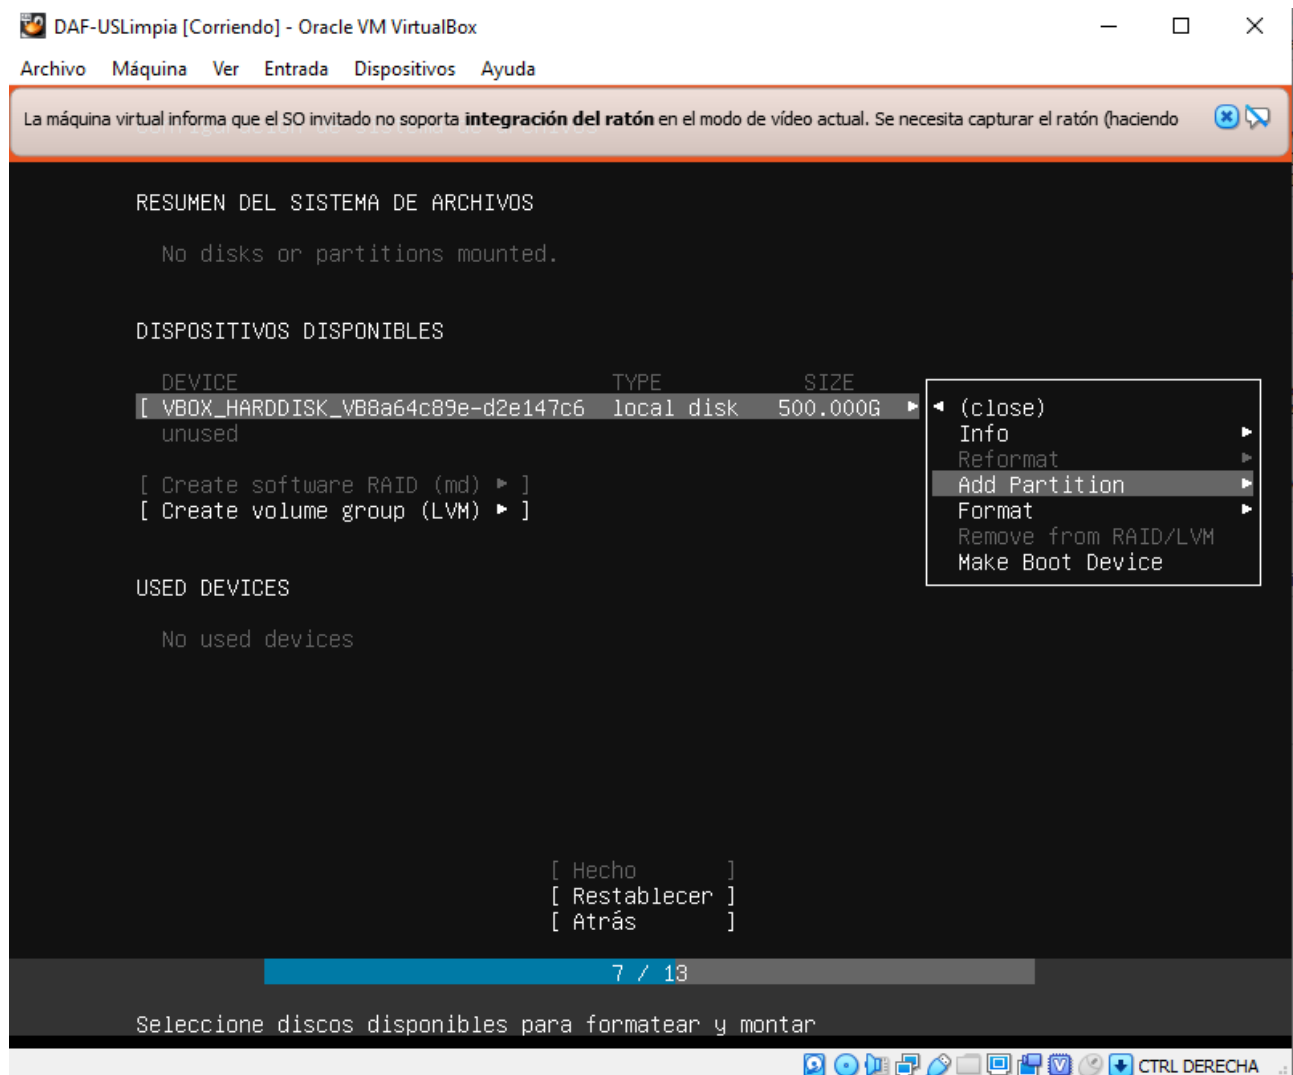 DAF-USLimpia [Corriendo] - Oracle VM VirtualBox
Archivo Máquina Ver Entrada Dispositivos Ayuda
La máquina virtual informa que el SO invitado no soporta integración del ratón en el modo de vídeo actual. Se necesita capturar el ratón (haciendo
Configuración de sistema de archivos
RESUMEN DEL SISTEMA DE ARCHIVOS
No disks or partitions mounted.
DISPOSITIVOS DISPONIBLES
DEVICE TYPE SIZE
[ VBOX_HARDDISK_VB8a64c89e-d2e147c6 local disk 500.000G ▸
unused
[ Create software RAID (md) ▸ ]
[ Create volume group (LVM) ▸ ]
◂ (close)
Info ▸
Reformat ▸
Add Partition ▸
Format ▸
Remove from RAID/LVM
Make Boot Device
USED DEVICES
No used devices
[ Hecho ]
[ Restablecer ]
[ Atrás ]
7 / 13
Seleccione discos disponibles para formatear y montar
CTRL DERECHA